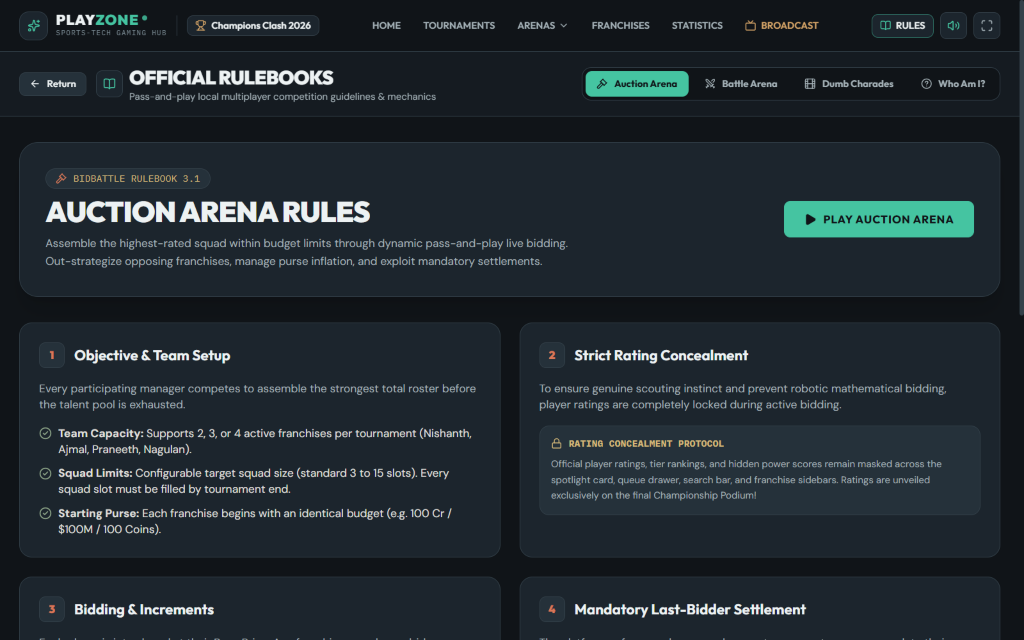 PLAYZONE
SPORTS-TECH GAMING HUB
Champions Clash 2026
HOME
TOURNAMENTS
ARENAS
FRANCHISES
STATISTICS
BROADCAST
RULES
Return
OFFICIAL RULEBOOKS
Pass-and-play local multiplayer competition guidelines & mechanics
Auction Arena
Battle Arena
Dumb Charades
Who Am I?
BIDBATTLE RULEBOOK 3.1
AUCTION ARENA RULES
Assemble the highest-rated squad within budget limits through dynamic pass-and-play live bidding.
Out-strategize opposing franchises, manage purse inflation, and exploit mandatory settlements.
PLAY AUCTION ARENA
1
Objective & Team Setup
Every participating manager competes to assemble the strongest total roster before
the talent pool is exhausted.
Team Capacity: Supports 2, 3, or 4 active franchises per tournament (Nishanth,
Ajmal, Praneeth, Nagulan).
Squad Limits: Configurable target squad size (standard 3 to 15 slots). Every
squad slot must be filled by tournament end.
Starting Purse: Each franchise begins with an identical budget (e.g. 100 Cr /
$100M / 100 Coins).
2
Strict Rating Concealment
To ensure genuine scouting instinct and prevent robotic mathematical bidding,
player ratings are completely locked during active bidding.
RATING CONCEALMENT PROTOCOL
Official player ratings, tier rankings, and hidden power scores remain masked across the
spotlight card, queue drawer, search bar, and franchise sidebars. Ratings are unveiled
exclusively on the final Championship Podium!
3
Bidding & Increments
4
Mandatory Last-Bidder Settlement